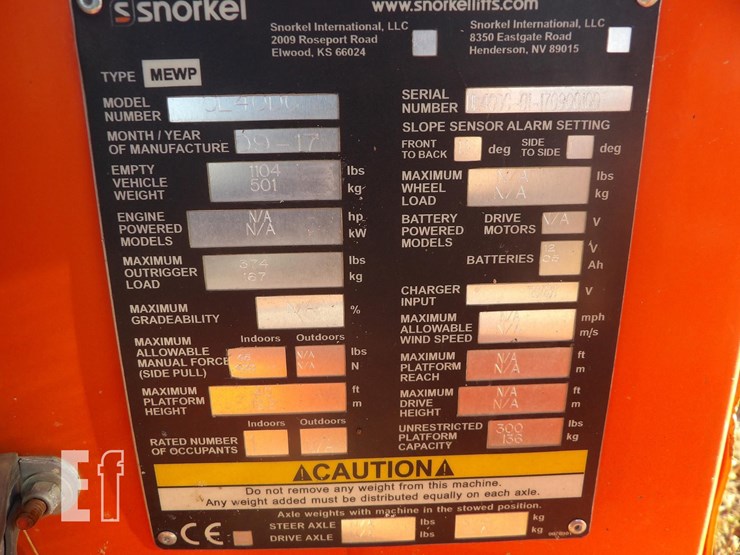 snorkel
www.snorkellifts.com
Snorkel International, LLC
2009 Roseport Road
Elwood, KS 66024
Snorkel International, LLC
8350 Eastgate Road
Henderson, NV 89015
TYPE MEWP
MODEL
NUMBER
MONTH / YEAR
OF MANUFACTURE 09-17
EMPTY
VEHICLE
WEIGHT
1104 lbs
501 kg
ENGINE
POWERED
MODELS
N/A hp
N/A kW
MAXIMUM
OUTRIGGER
LOAD
374 lbs
167 kg
MAXIMUM
GRADEABILITY %
Indoors Outdoors
MAXIMUM
ALLOWABLE
MANUAL FORCE
(SIDE PULL)
N/A lbs
N/A N
MAXIMUM
PLATFORM
HEIGHT
ft
m
Indoors Outdoors
RATED NUMBER
OF OCCUPANTS
SERIAL
NUMBER
SLOPE SENSOR ALARM SETTING
FRONT
TO BACK deg
SIDE
TO SIDE deg
MAXIMUM
WHEEL
LOAD
N/A lbs
N/A kg
BATTERY
POWERED
MODELS
DRIVE
MOTORS N/A V
BATTERIES
V
Ah
CHARGER
INPUT V
MAXIMUM
ALLOWABLE
WIND SPEED
N/A mph
N/A m/s
MAXIMUM
PLATFORM
REACH
N/A ft
N/A m
MAXIMUM
DRIVE
HEIGHT
N/A ft
N/A m
UNRESTRICTED
PLATFORM
CAPACITY
300 lbs
136 kg
CAUTION
Do not remove any weight from this machine.
Any weight added must be distributed equally on each axle.
Axle weights with machine in the stowed position.
CE
STEER AXLE lbs kg
DRIVE AXLE lbs kg
Ef